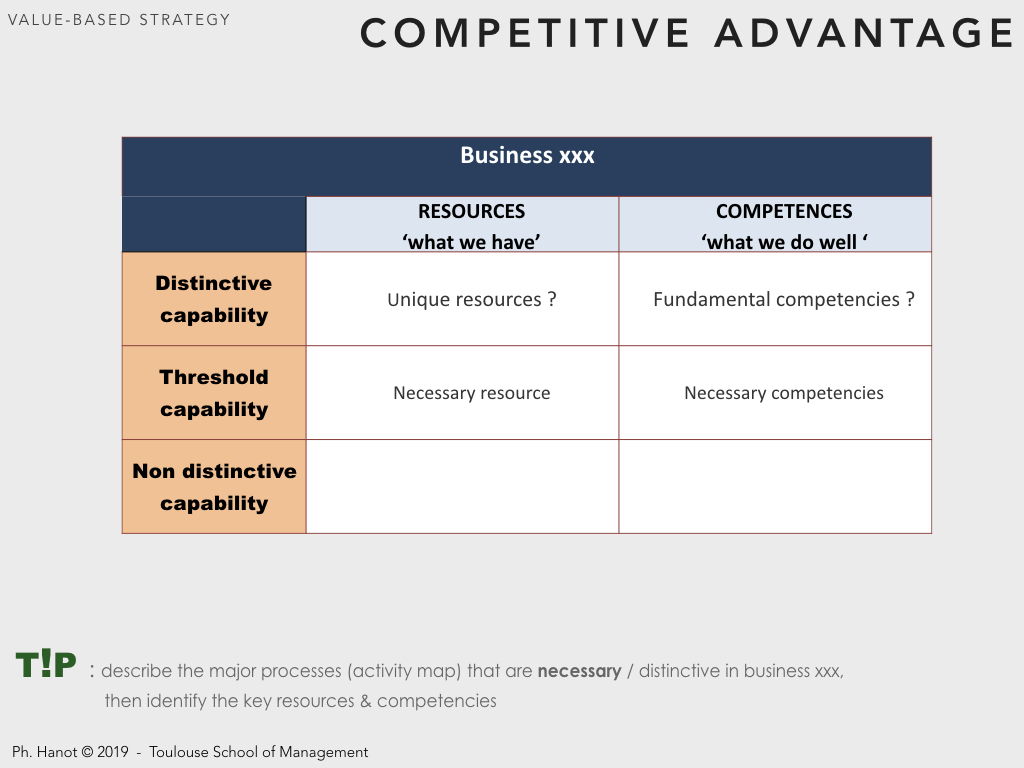 VALUE-BASED STRATEGY
COMPETITIVE ADVANTAGE
Business xxx
RESOURCES
‘what we have’
COMPETENCES
‘what we do well ‘
Distinctive
capability
Unique resources ?
Fundamental competencies ?
Threshold
capability
Necessary resource
Necessary competencies
Non distinctive
capability
T!P : describe the major processes (activity map) that are necessary / distinctive in business xxx,
then identify the key resources & competencies
Ph. Hanot © 2019 - Toulouse School of Management